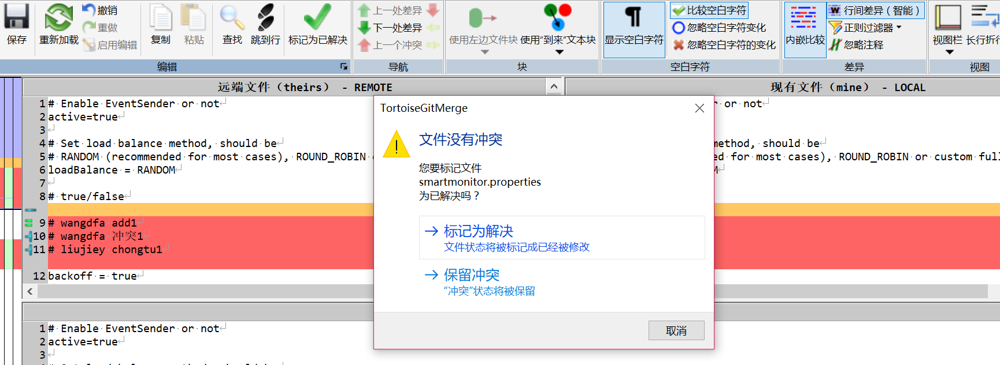 保存
重新加载
撤销
重做
启用编辑
复制
粘贴
查找
跳到行
标记为已解决
编辑
上一处差异
下一处差异
上一个冲突
导航
使用左边文件块
使用“到来”文本块
块
显示空白字符
比较空白字符
忽略空白字符变化
忽略空白字符的变化
空白字符
内嵌比较
行间差异（智能）
正则过滤器
忽略注释
差异
视图栏
长行折行
视图
远端文件（theirs） - REMOTE
现有文件（mine） - LOCAL
1 # Enable EventSender or not
2 active=true
3
4 # Set load balance method, should be
5 # RANDOM (recommended for most cases), ROUND_ROBIN
6 loadBalance = RANDOM
7
8 # true/false
9 # wangdfa add1
10 # wangdfa 冲突1
11 # liujiey chongtu1
12 backoff = true
or not
method, should be
ed for most cases), ROUND_ROBIN or custom full
TortoiseGitMerge
文件没有冲突
您要标记文件
smartmonitor.properties
为已解决吗？
标记为解决
文件状态将被标记成已经被修改
保留冲突
“冲突”状态将被保留
取消
1 # Enable EventSender or not
2 active=true
3